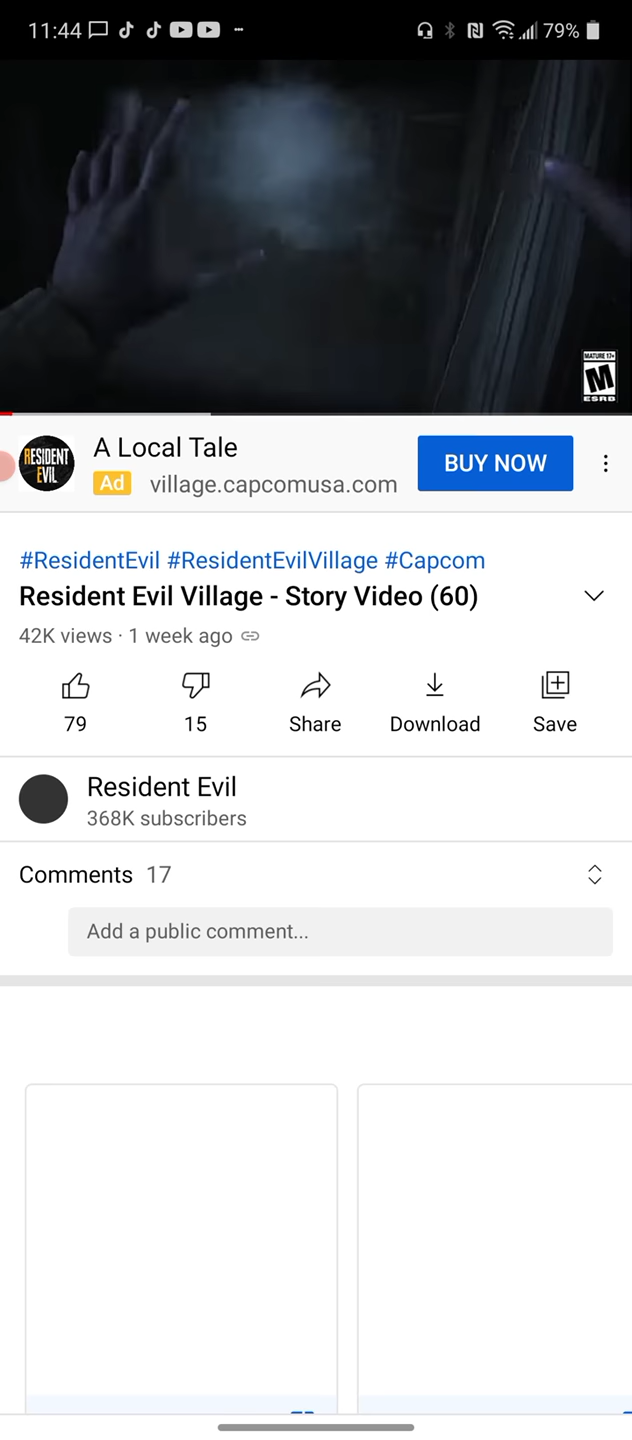 11:44 79%
MATURE 17+
M
ESRB
RESIDENT
EVIL
A Local Tale
Ad village.capcomusa.com
BUY NOW
#ResidentEvil #ResidentEvilVillage #Capcom
Resident Evil Village - Story Video (60)
42K views · 1 week ago
79 15 Share Download Save
Resident Evil
368K subscribers
Comments 17
Add a public comment...